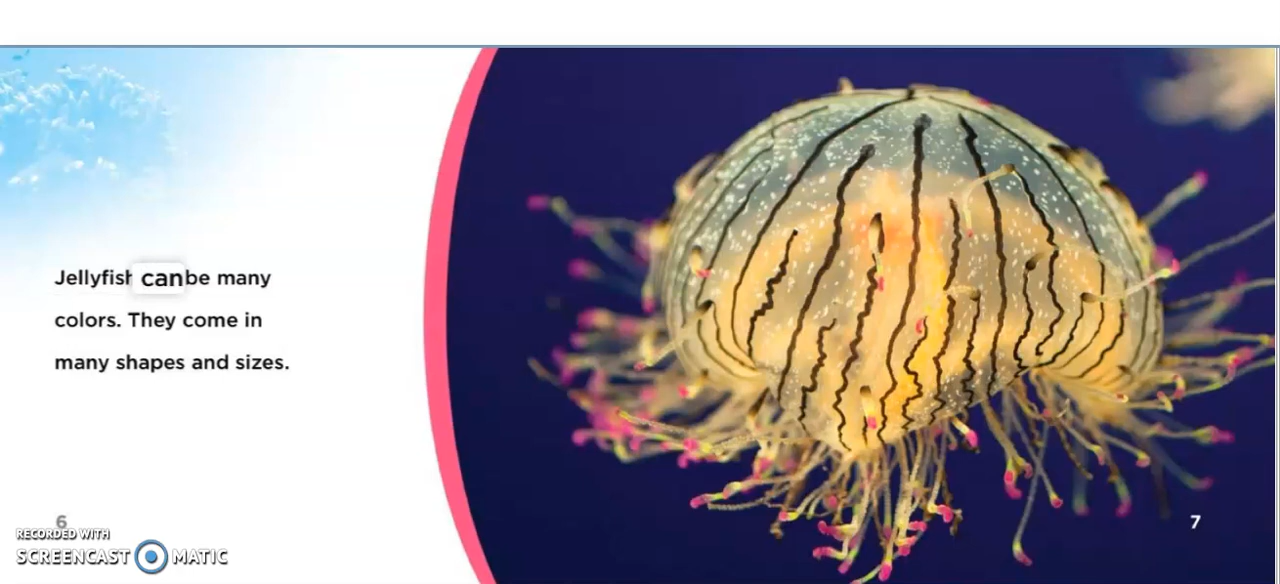 Jellyfish can be many
colors. They come in
many shapes and sizes.
6
7
RECORDED WITH
SCREENCAST O MATIC